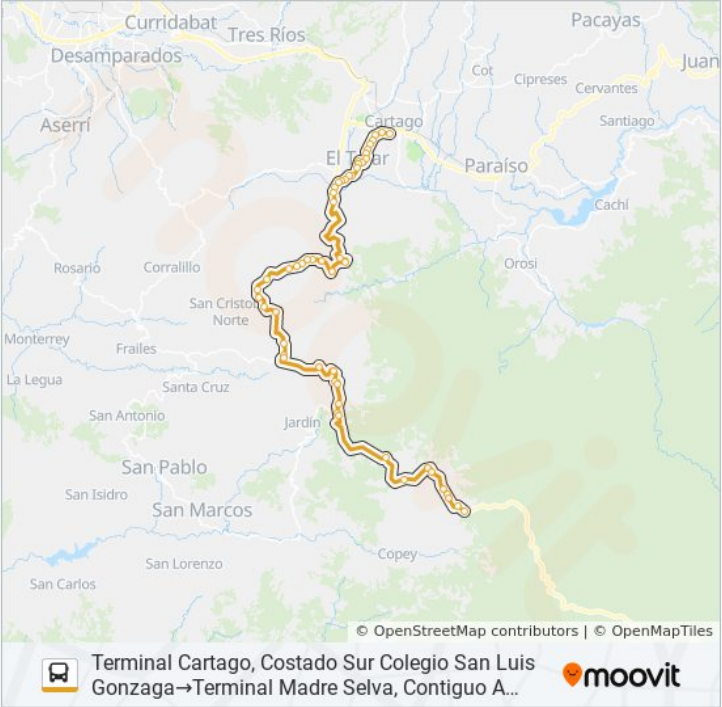 Curridabat
Tres Ríos
Pacayas
Desamparados
Cot
Cipreses
Juan
Cervantes
Aserrí
Cartago
Santiago
El Tejar
Paraíso
Cachí
Orosi
Rosario
Corralillo
San Cristo
Norte
Monterrey
Frailes
La Legua
Santa Cruz
San Antonio
Jardín
San Pablo
San Isidro
San Marcos
Copey
San Lorenzo
San Carlos
© OpenStreetMap contributors | © OpenMapTiles
Terminal Cartago, Costado Sur Colegio San Luis
Gonzaga→Terminal Madre Selva, Contiguo A...
moovit